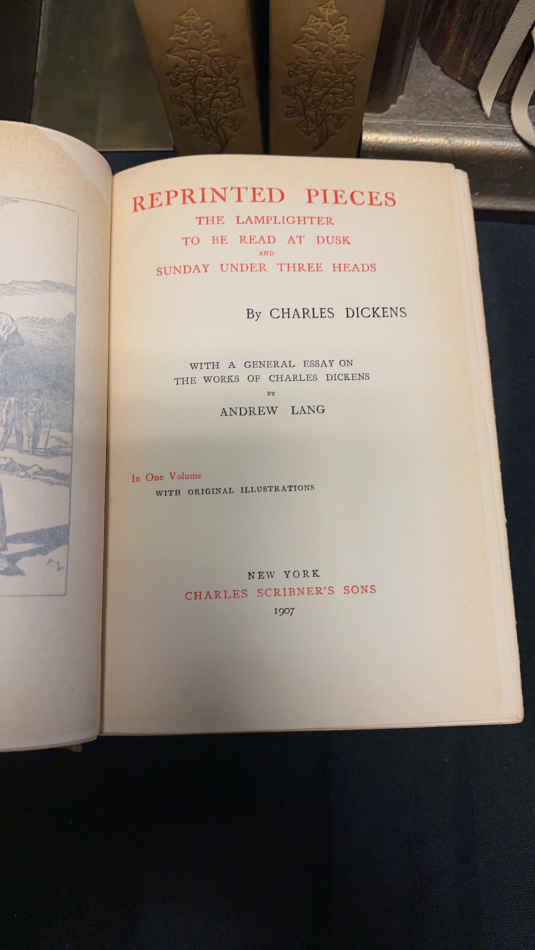 REPRINTED PIECES
THE LAMPLIGHTER
TO BE READ AT DUSK
AND
SUNDAY UNDER THREE HEADS
By CHARLES DICKENS
WITH A GENERAL ESSAY ON
THE WORKS OF CHARLES DICKENS
BY
ANDREW LANG
In One Volume
WITH ORIGINAL ILLUSTRATIONS
NEW YORK
CHARLES SCRIBNER'S SONS
1907